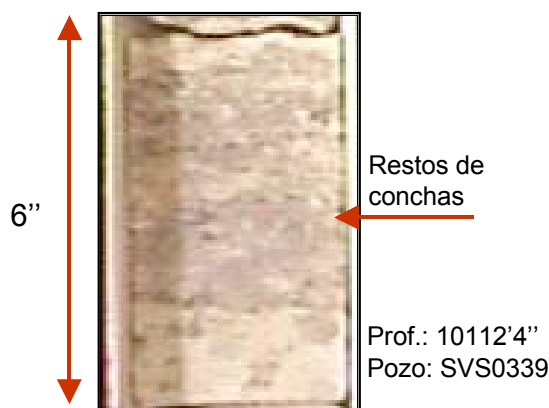 6’’
Restos de
conchas
Prof.: 10112’4’’
Pozo: SVS0339